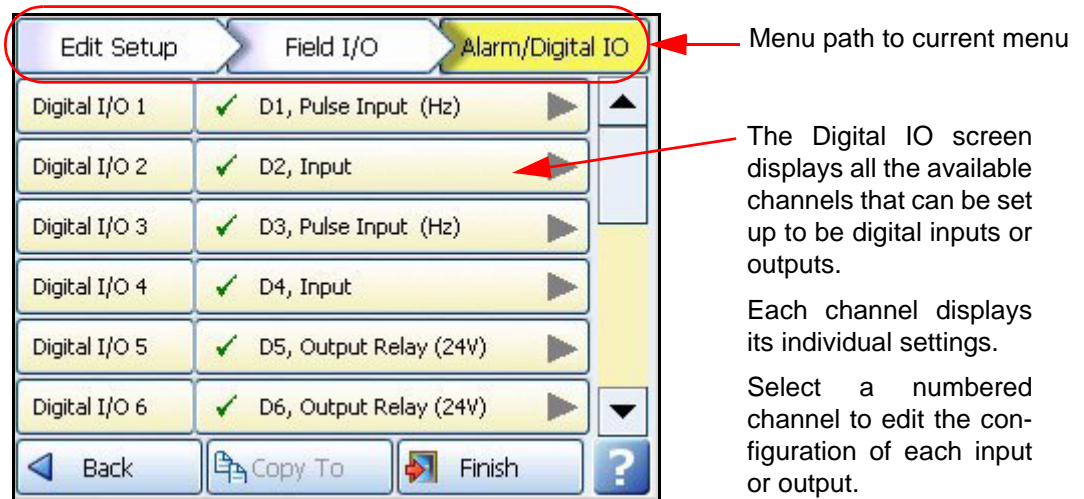 Edit Setup Field I/O Alarm/Digital IO
Menu path to current menu
Digital I/O 1 D1, Pulse Input (Hz)
Digital I/O 2 D2, Input
Digital I/O 3 D3, Pulse Input (Hz)
Digital I/O 4 D4, Input
Digital I/O 5 D5, Output Relay (24V)
Digital I/O 6 D6, Output Relay (24V)
Back Copy To Finish ?
The Digital IO screen
displays all the available
channels that can be set
up to be digital inputs or
outputs.
Each channel displays
its individual settings.
Select a numbered
channel to edit the con-
figuration of each input
or output.